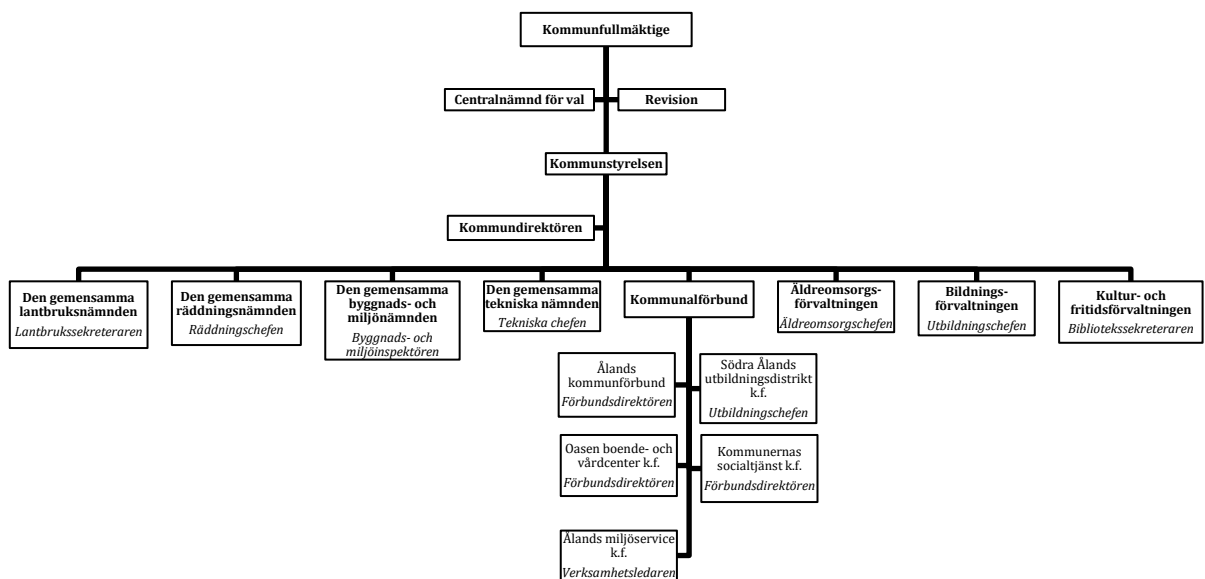 Kommunfullmäktige
Centralnämnd för val
Revision
Kommunstyrelsen
Kommundirektören
Den gemensamma
lantbruksnämnden
Lantbrukssekreteraren
Den gemensamma
räddningsnämnden
Räddningschefen
Den gemensamma
byggnads- och
miljönämnden
Byggnads- och
miljöinspektören
Den gemensamma
tekniska nämnden
Tekniska chefen
Kommunalförbund
Äldreomsorgs-
förvaltningen
Äldreomsorgschefen
Bildnings-
förvaltningen
Utbildningschefen
Kultur- och
fritidsförvaltningen
Bibliotekssekreteraren
Ålands
kommunförbund
Förbundsdirektören
Södra Ålands
utbildningsdistrikt
k.f.
Utbildningschefen
Oasen boende- och
vårdcenter k.f.
Förbundsdirektören
Kommunernas
socialtjänst k.f.
Förbundsdirektören
Ålands miljöservice
k.f.
Verksamhetsledaren